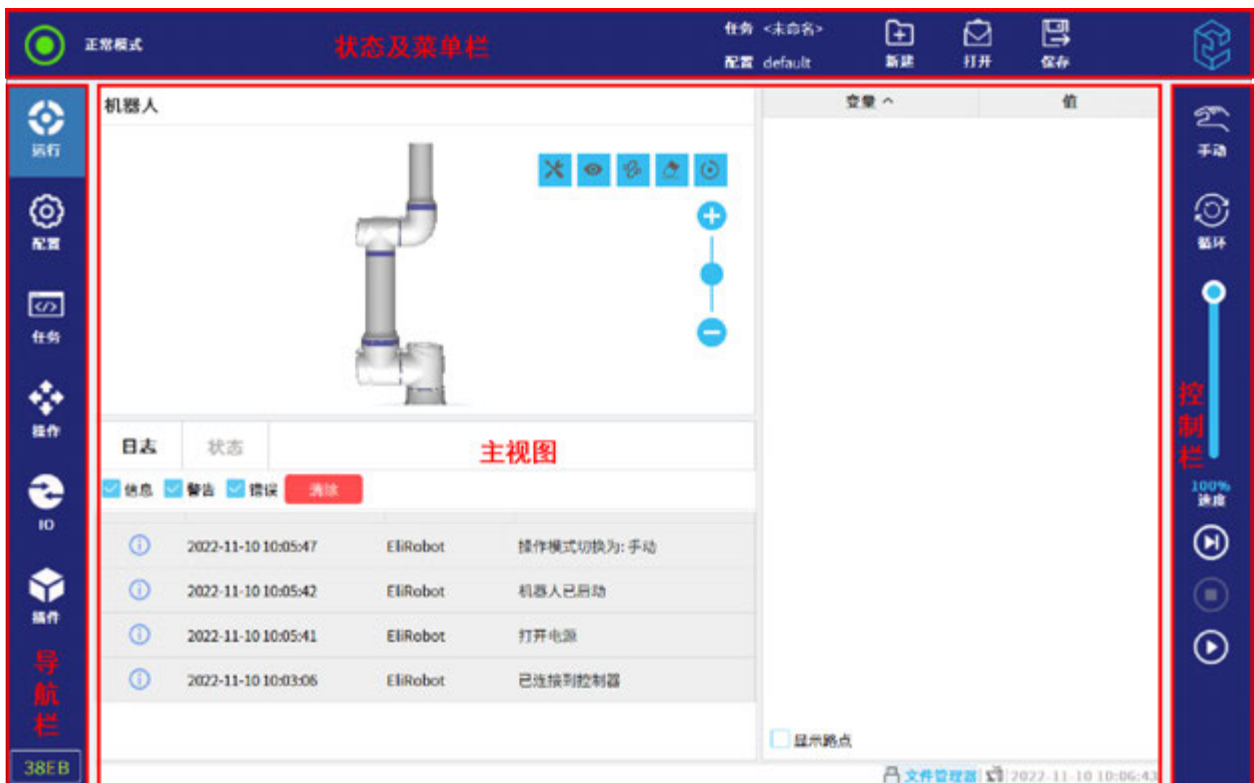 正常模式
状态及菜单栏
任务 <未命名>
配置 default
新建 打开 保存
运行
配置
任务
操作
IO
插件
导航栏
38EB
机器人
日志 状态
主视图
信息 警告 错误 清除
2022-11-10 10:05:47 EliRobot 操作模式切换为: 手动
2022-11-10 10:05:42 EliRobot 机器人已启动
2022-11-10 10:05:41 EliRobot 打开电源
2022-11-10 10:03:06 EliRobot 已连接到控制器
变量 值
显示路点
文件管理器 2022-11-10 10:06:43
手动
循环
控制栏
100%
速度